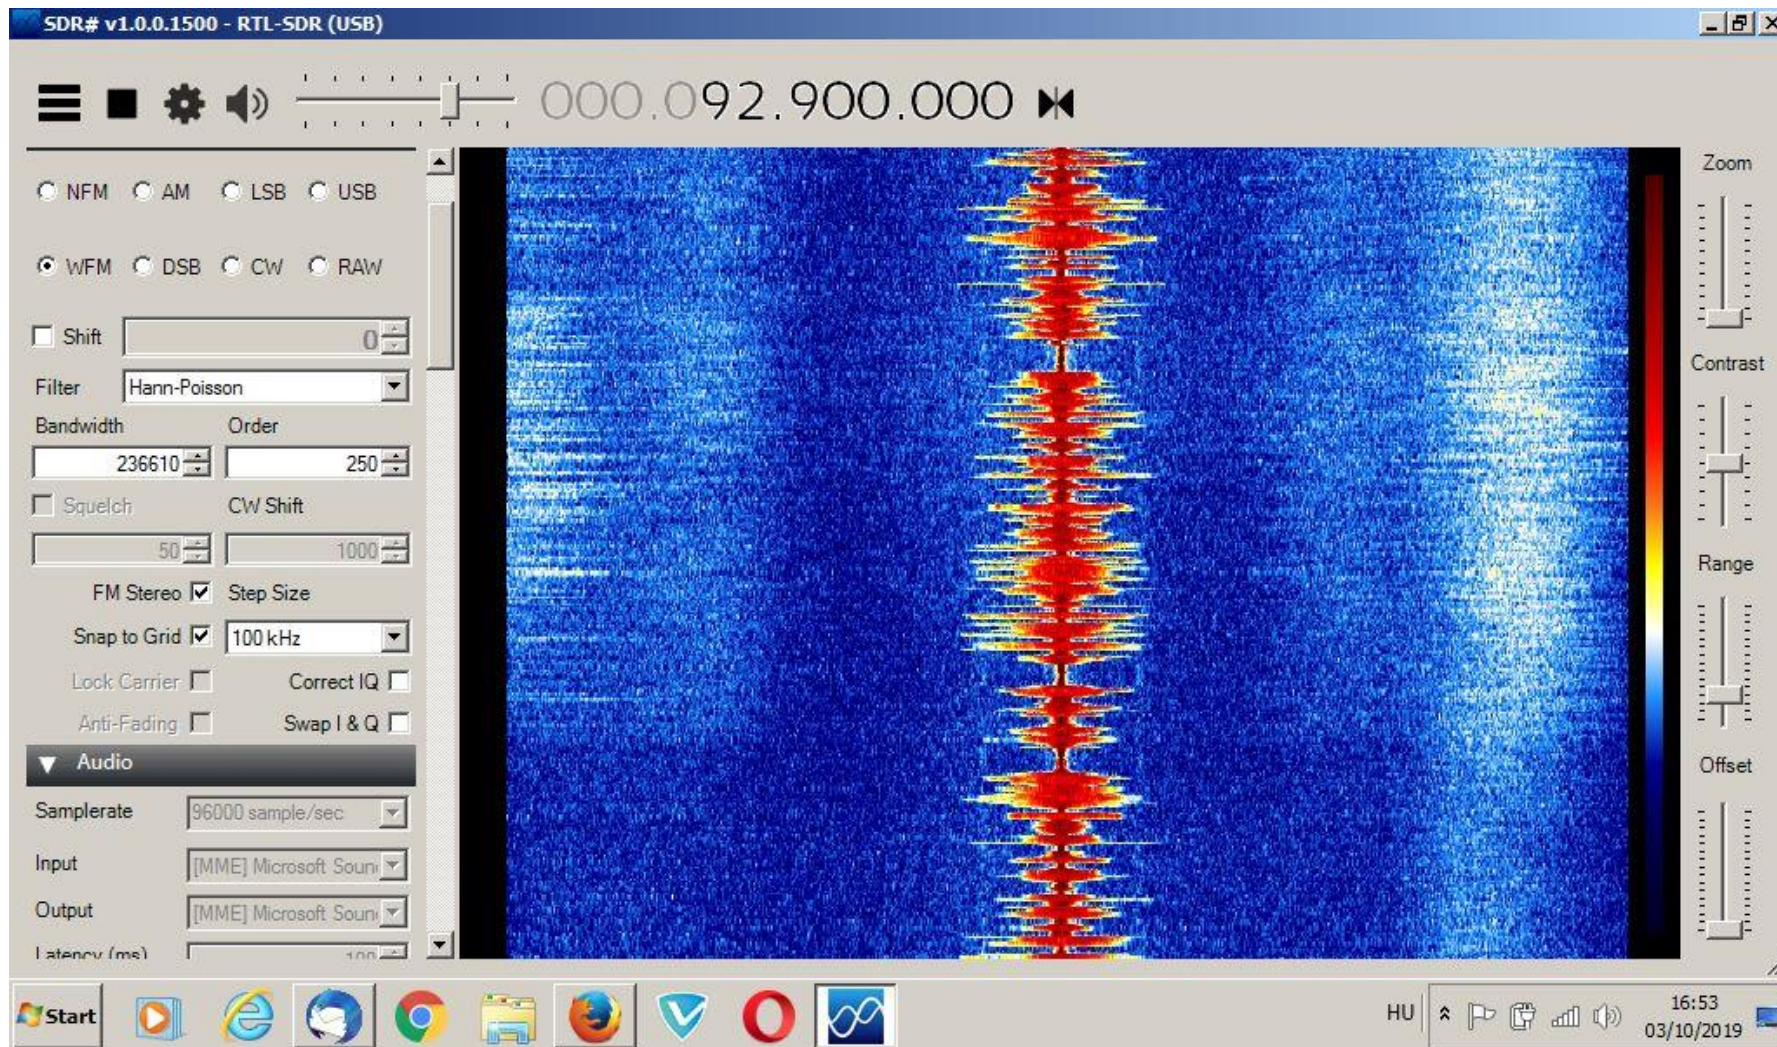 SDR# v1.0.0.1500 - RTL-SDR (USB)
000.092.900.000
NFM AM LSB USB
WFM DSB CW RAW
Shift 0
Filter Hann-Poisson
Bandwidth Order
236610 250
Squelch CW Shift
50 1000
FM Stereo Step Size
Snap to Grid 100 kHz
Lock Carrier Correct IQ
Anti-Fading Swap I & Q
Audio
Samplerate 96000 sample/sec
Input [MME] Microsoft Soun
Output [MME] Microsoft Soun
Latency (ms) 100
Zoom
Contrast
Range
Offset
Start
HU
16:53
03/10/2019